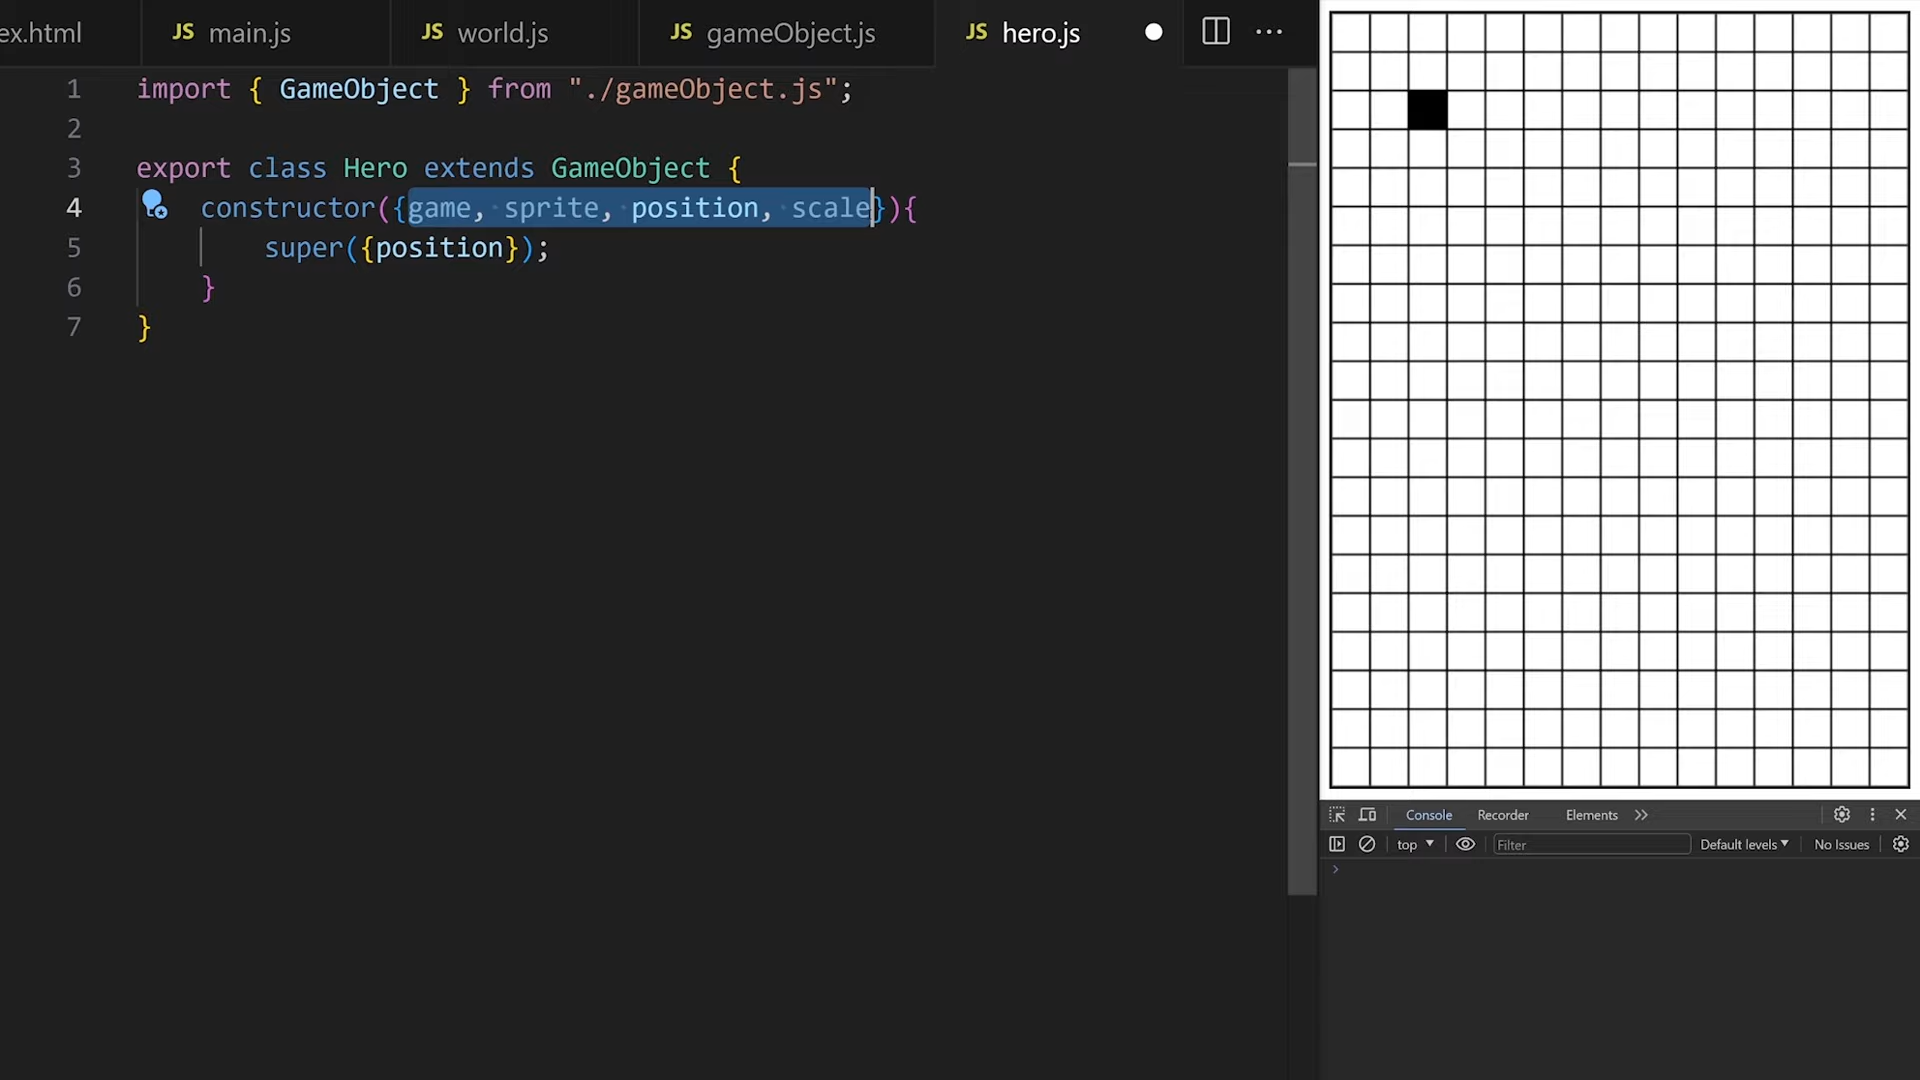 ex.html JS main.js JS world.js JS gameObject.js JS hero.js
1 import { GameObject } from "./gameObject.js";
2
3 export class Hero extends GameObject {
4 constructor({game, sprite, position, scale}){
5 super({position});
6 }
7 }
Console Recorder Elements
top Filter Default levels No Issues